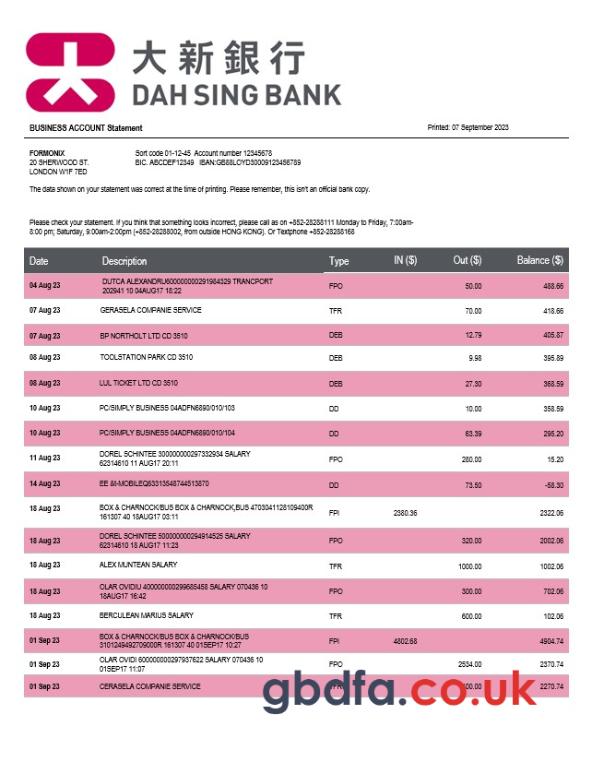 大新銀行
DAH SING BANK
BUSINESS ACCOUNT Statement
Printed: 07 September 2023
FORMONIX Sort code 01-12-45 Account number 12345678
20 SHERWOOD ST. BIC. ABCDEF12349 IBAN:GB88LOYD30009123456789
LONDON W1F 7ED
The data shown on your statement was correct at the time of printing. Please remember, this isn't an official bank copy.
Please check your statement. If you think that something looks incorrect, please call as on +852-28288111 Monday to Friday, 7:00am-
8:00 pm; Saturday, 9:00am-2:00pm (+852-28288002, from outside HONG KONG). Or Textphone +852-28288168
Date Description Type IN ($) Out ($) Balance ($)
04 Aug 23 DUTCA ALEXANDRU600000000291984329 TRANCPORT FPO 50.00 488.66
202941 10 04AUG17 18:22
07 Aug 23 GERASELA COMPANIE SERVICE TFR 70.00 418.66
07 Aug 23 BP NORTHOLT LTD CD 3510 DEB 12.79 405.87
08 Aug 23 TOOLSTATION PARK CD 3510 DEB 9.98 395.89
08 Aug 23 LUL TICKET LTD CD 3510 DEB 27.30 368.59
10 Aug 23 PC/SIMPLY BUSINESS 04ADFN6890/010/103 DD 10.00 358.59
10 Aug 23 PC/SIMPLY BUSINESS 04ADFN6890/010/104 DD 63.39 295.20
11 Aug 23 DOREL SCHINTEE 300000000297332934 SALARY FPO 280.00 15.20
62314610 11 AUG17 20:11
14 Aug 23 EE &t-MOBILEQ63313548744513870 DD 73.50 -58.30
18 Aug 23 BOX & CHARNOCK/BUS BOX & CHARNOCK,BUS 4703041128109400R FPI 2380.36 2322.06
161307 40 18AUG17 03:11
18 Aug 23 DOREL SCHINTEE 500000000294914525 SALARY FPO 320.00 2002.06
62314610 18 AUG17 11:23
18 Aug 23 ALEX MUNTEAN SALARY TFR 1000.00 1002.06
18 Aug 23 OLAR OVIDIU 400000000299685458 SALARY 070436 10 FPO 300.00 702.06
18AUG17 16:42
18 Aug 23 BERCULEAN MARIUS SALARY TFR 600.00 102.06
01 Sep 23 BOX & CHARNOCK/BUS BOX & CHARNOCK/BUS FPI 4802.68 4904.74
3101249492709000R 161307 40 01SEP17 10:27
01 Sep 23 OLAR OVIDI 600000000297937622 SALARY 070436 10 FPO 2534.00 2370.74
01SEP17 11:07
01 Sep 23 CERASELA COMPANIE SERVICE 2270.74
gbdfa.co.uk